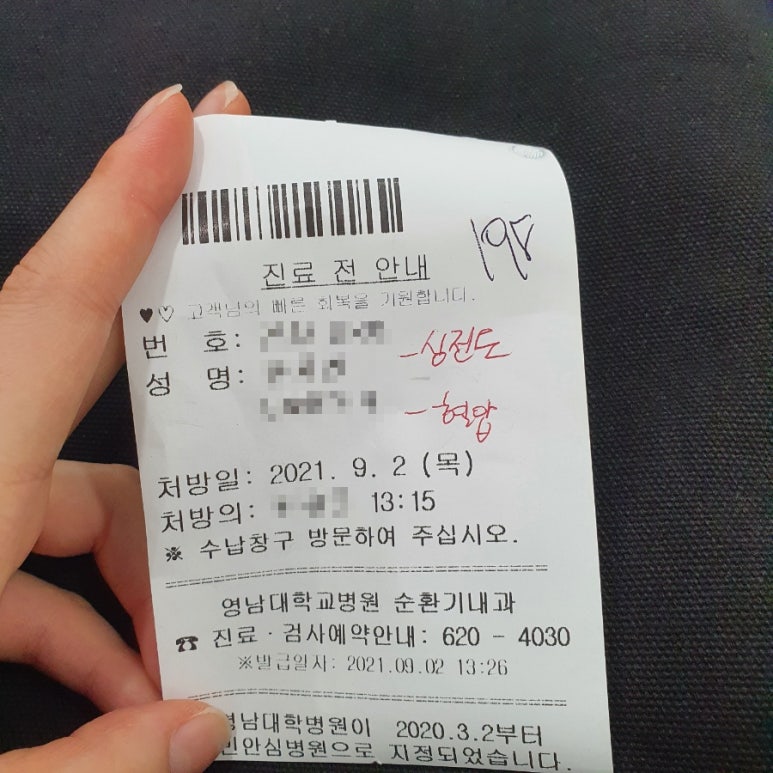 198
진료 전 안내
♥♡ 고객님의 빠른 회복을 기원합니다.
번 호:
-심전도
성 명:
-혈압
처방일: 2021. 9. 2 (목)
처방의: 13:15
※ 수납창구 방문하여 주십시오.
영남대학교병원 순환기내과
☎ 진료·검사예약안내: 620 - 4030
※발급일자: 2021.09.02 13:26
영남대학병원이 2020.3.2부터
민안심병원으로 지정되었습니다.